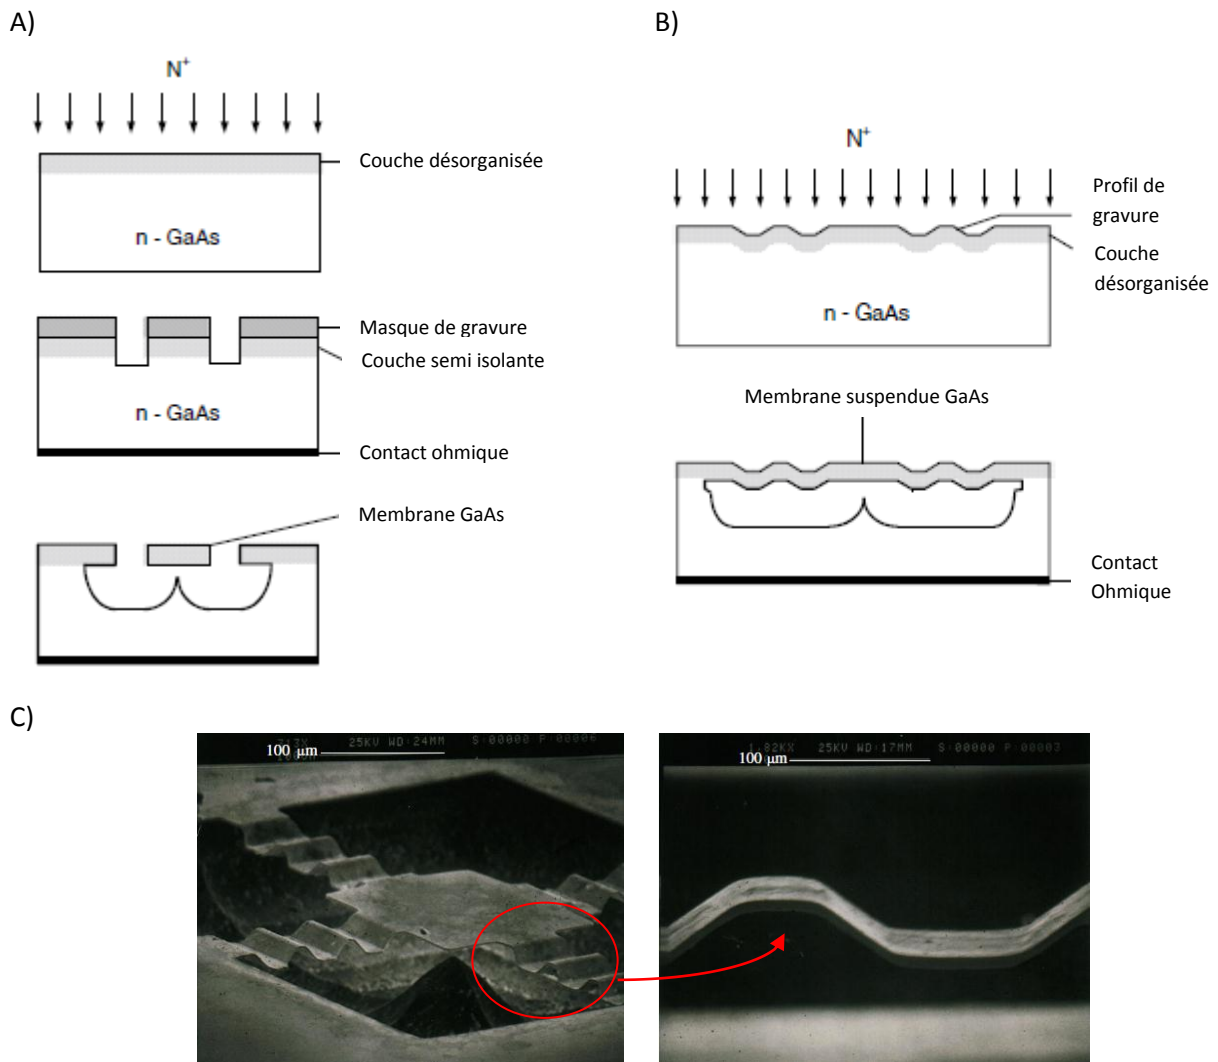 A)
N⁺
Couche désorganisée
n - GaAs
Masque de gravure
Couche semi isolante
n - GaAs
Contact ohmique
Membrane GaAs
B)
N⁺
Profil de
gravure
Couche
désorganisée
n - GaAs
Membrane suspendue GaAs
Contact
Ohmique
C)
25KV WD:24MM S:00000 P:00006
100 µm
1.82KX 25KV WD:17MM S:00000 P:00003
100 µm